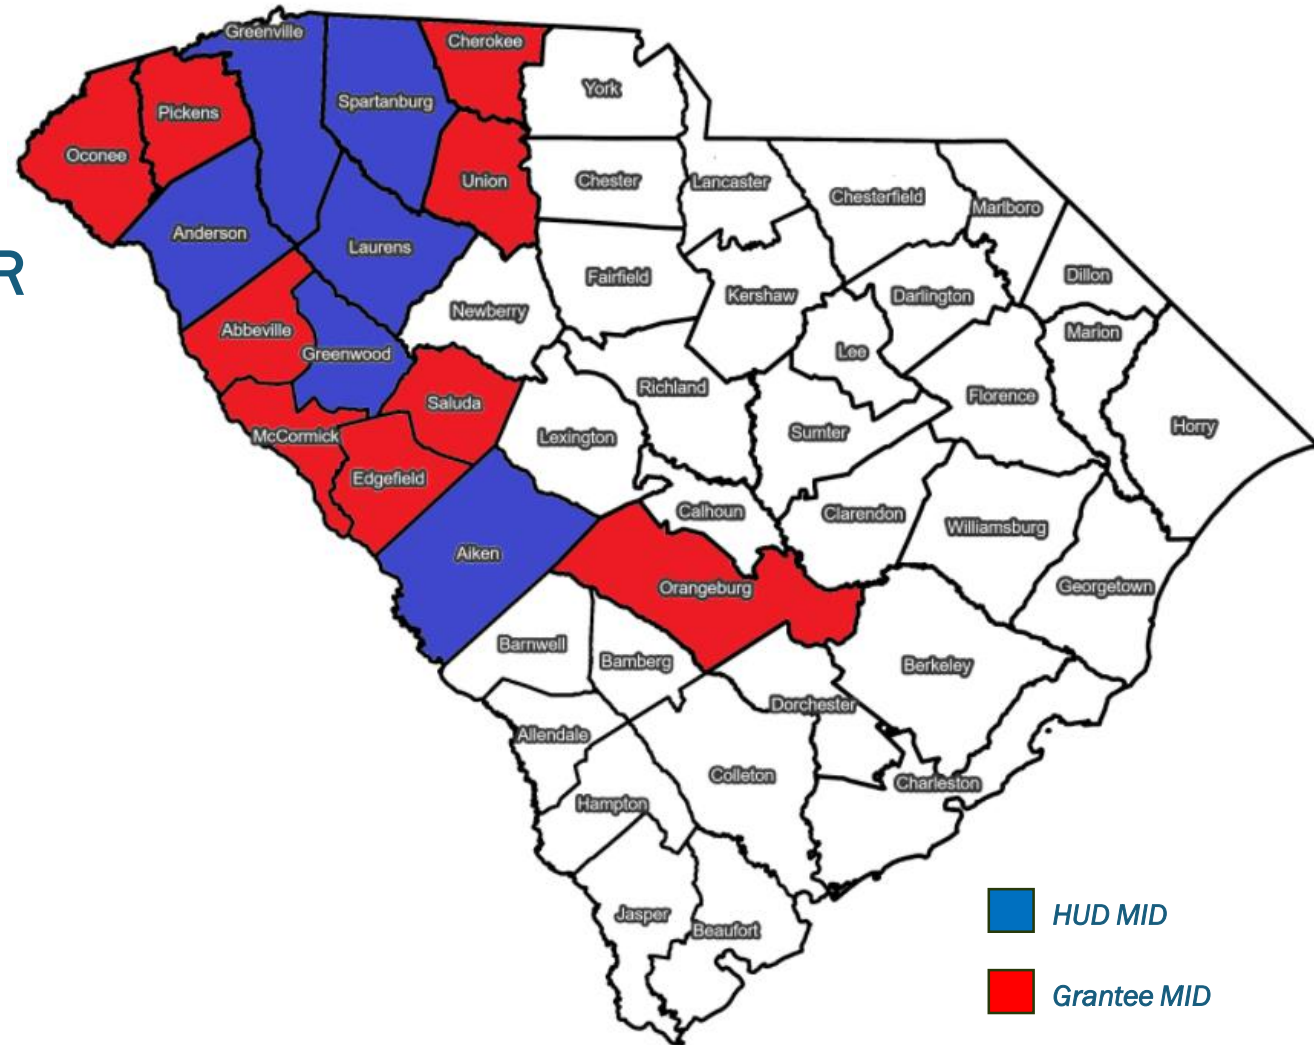 Greenville
Cherokee
York
Spartanburg
Pickens
Oconee
Union
Chester
Lancaster
Chesterfield
Marlboro
Anderson
Laurens
R
Fairfield
Kershaw
Darlington
Dillon
Newberry
Abbeville
Greenwood
Lee
Marion
Richland
Saluda
Florence
Lexington
Sumter
Horry
McCormick
Edgefield
Calhoun
Clarendon
Williamsburg
Aiken
Orangeburg
Georgetown
Barnwell
Bamberg
Berkeley
Dorchester
Allendale
Colleton
Charleston
Hampton
Jasper
Beaufort
HUD MID
Grantee MID